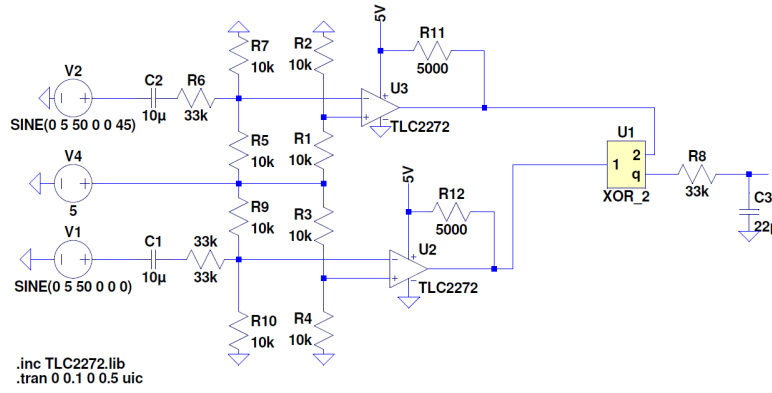 5V
R7
10k
R2
10k
R11
5000
V2
C2
10µ
R6
33k
U3
TLC2272
SINE(0 5 50 0 0 45)
R5
10k
R1
10k
U1
1
2
q
XOR_2
R8
33k
C3
V4
5
5V
R9
10k
R3
10k
R12
5000
V1
C1
10µ
33k
33k
U2
TLC2272
SINE(0 5 50 0 0 0)
R10
10k
R4
10k
.inc TLC2272.lib
.tran 0 0.1 0 0.5 uic